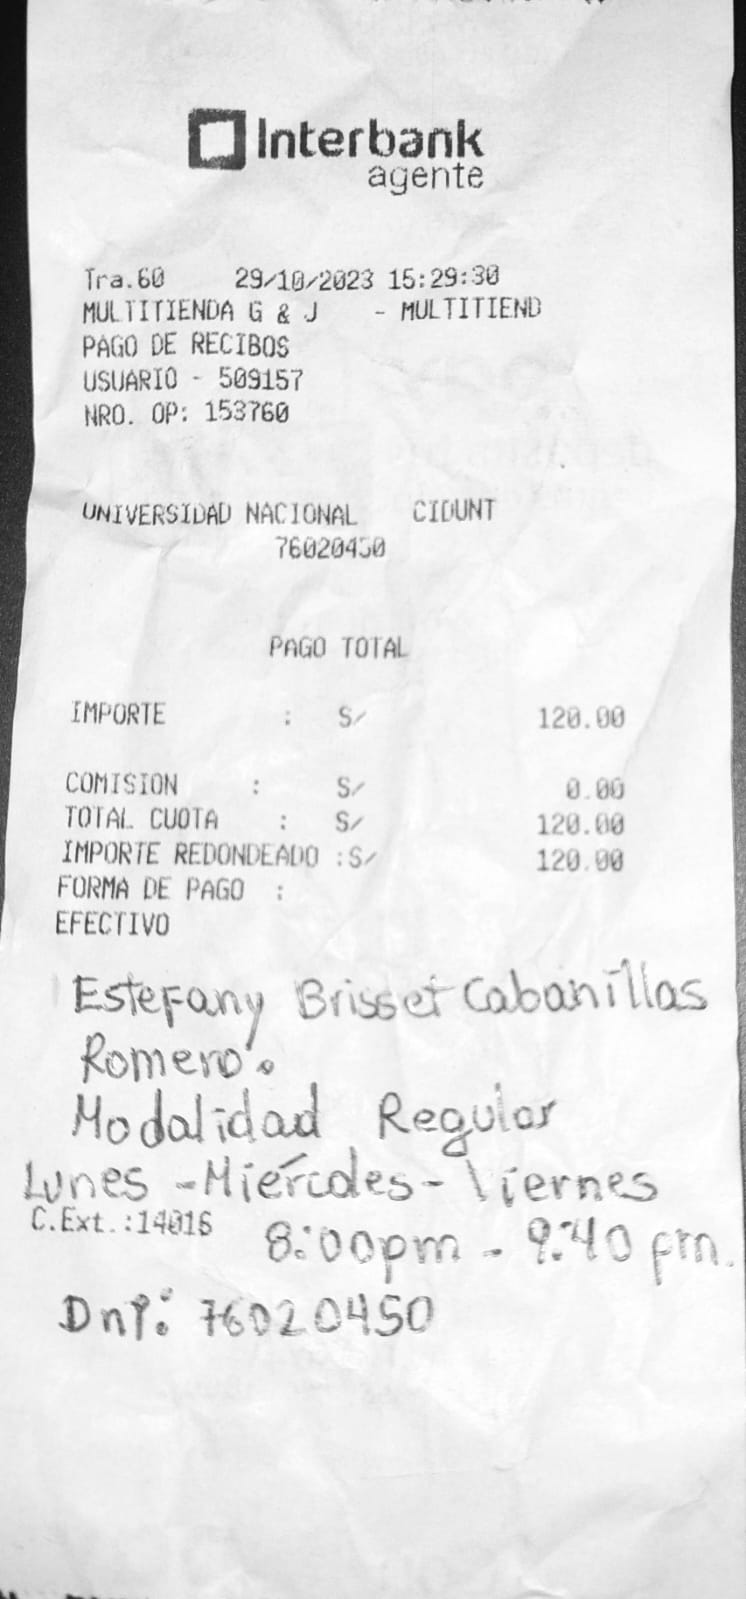 Interbank
agente
Tra.60 29/10/2023 15:29:30
MULTITIENDA G & J - MULTITIEND
PAGO DE RECIBOS
USUARIO - 509157
NRO. OP: 153760
UNIVERSIDAD NACIONAL CIDUNT
76020450
PAGO TOTAL
IMPORTE : S/ 120.00
COMISION : S/ 0.00
TOTAL CUOTA : S/ 120.00
IMPORTE REDONDEADO :S/ 120.00
FORMA DE PAGO :
EFECTIVO
Estefany Brisset Cabanillas
Romero.
Modalidad Regular
Lunes - Miércoles - Viernes
C.Ext.:14016 8:00pm - 9:40 pm.
DnI: 76020450